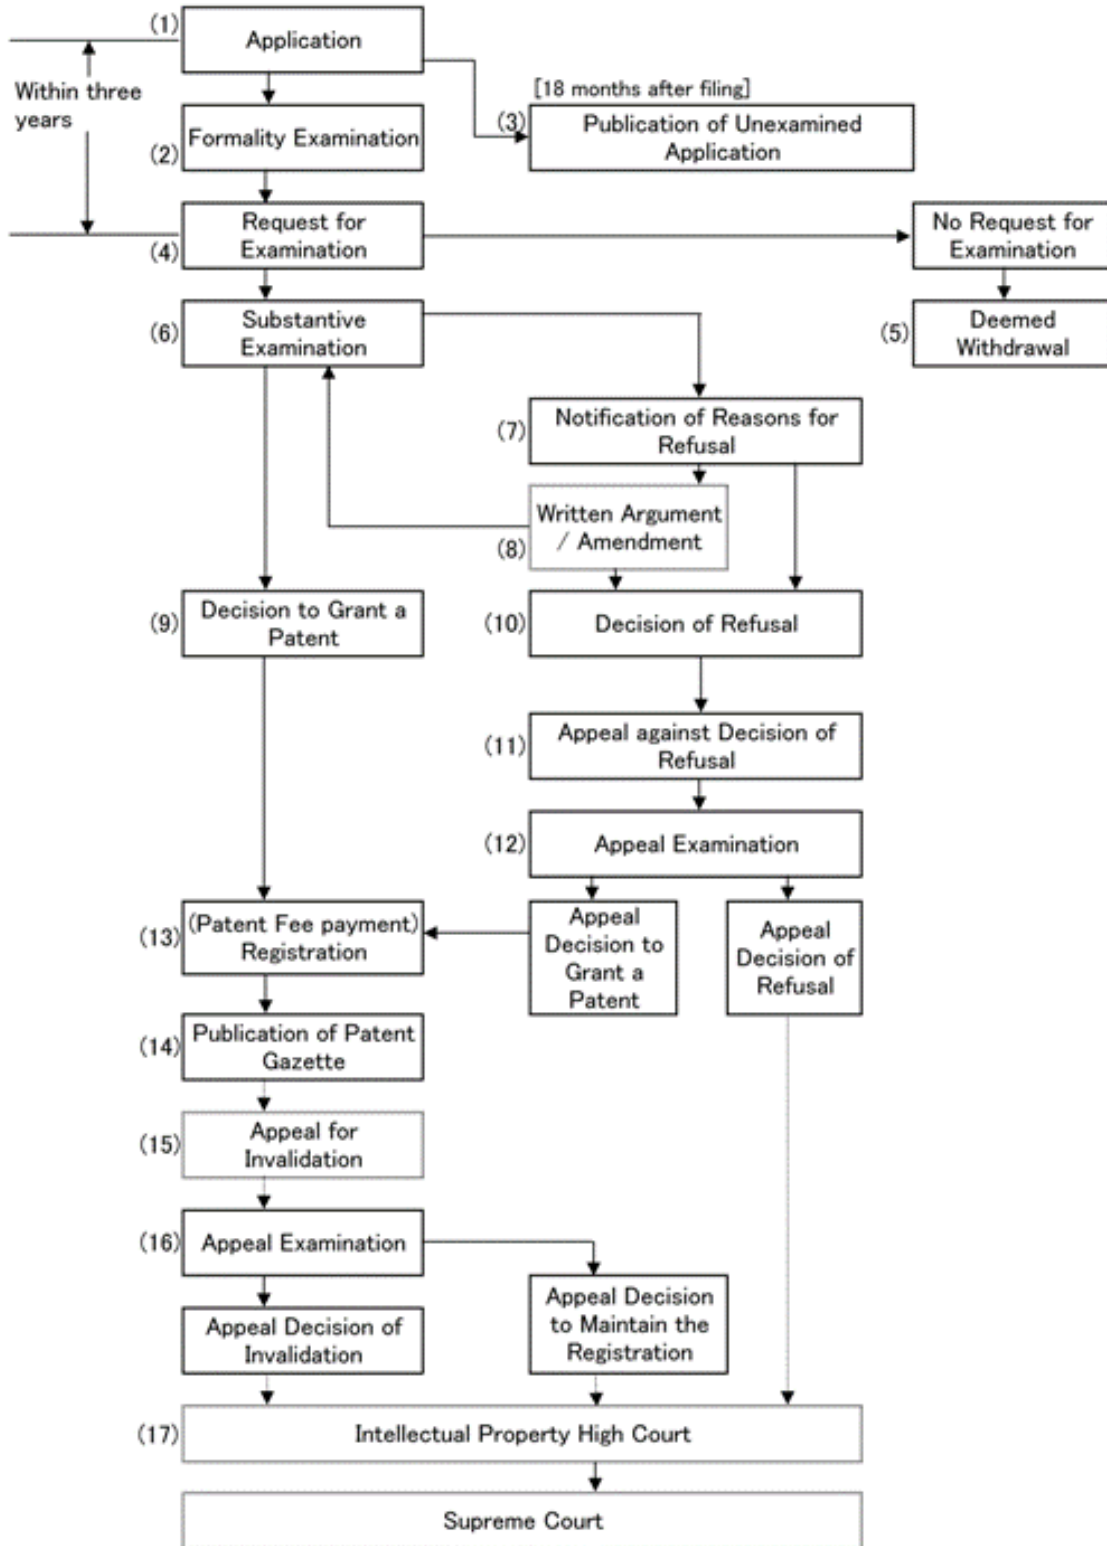 (1)
Application
Within three
years
[18 months after filing]
(3)
Publication of Unexamined
Application
(2)
Formality Examination
(4)
Request for
Examination
No Request for
Examination
(6)
Substantive
Examination
(5)
Deemed
Withdrawal
(7)
Notification of Reasons for
Refusal
(8)
Written Argument
/ Amendment
(9)
Decision to Grant a
Patent
(10)
Decision of Refusal
(11)
Appeal against Decision of
Refusal
(12)
Appeal Examination
(13)
(Patent Fee payment)
Registration
Appeal
Decision to
Grant a
Patent
Appeal
Decision of
Refusal
(14)
Publication of Patent
Gazette
(15)
Appeal for
Invalidation
(16)
Appeal Examination
Appeal Decision of
Invalidation
Appeal Decision
to Maintain the
Registration
(17)
Intellectual Property High Court
Supreme Court